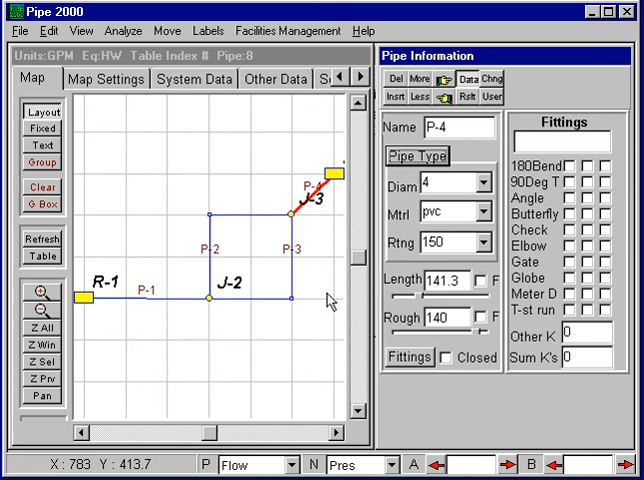 Pipe 2000
File Edit View Analyze Move Labels Facilities Management Help
Units:GPM Eq:HW Table Index # Pipe:8
Map Map Settings System Data Other Data
Layout
Fixed
Text
Group
Clear
G Box
Refresh
Table
Z All
Z Win
Z Sel
Z Prv
Pan
P-4
J-3
P-2 P-3
R-1 J-2
P-1
Pipe Information
Del More Data Chng
Insrt Less Rslt User
Name P-4
Pipe Type
Diam 4
Mtrl pvc
Rtng 150
Length 141.3 F
Rough 140 F
Fittings Closed
Fittings
180Bend
90Deg T
Angle
Butterfly
Check
Elbow
Gate
Globe
Meter D
T-st run
Other K 0
Sum K's 0
X : 783 Y : 413.7 P Flow N Pres A B